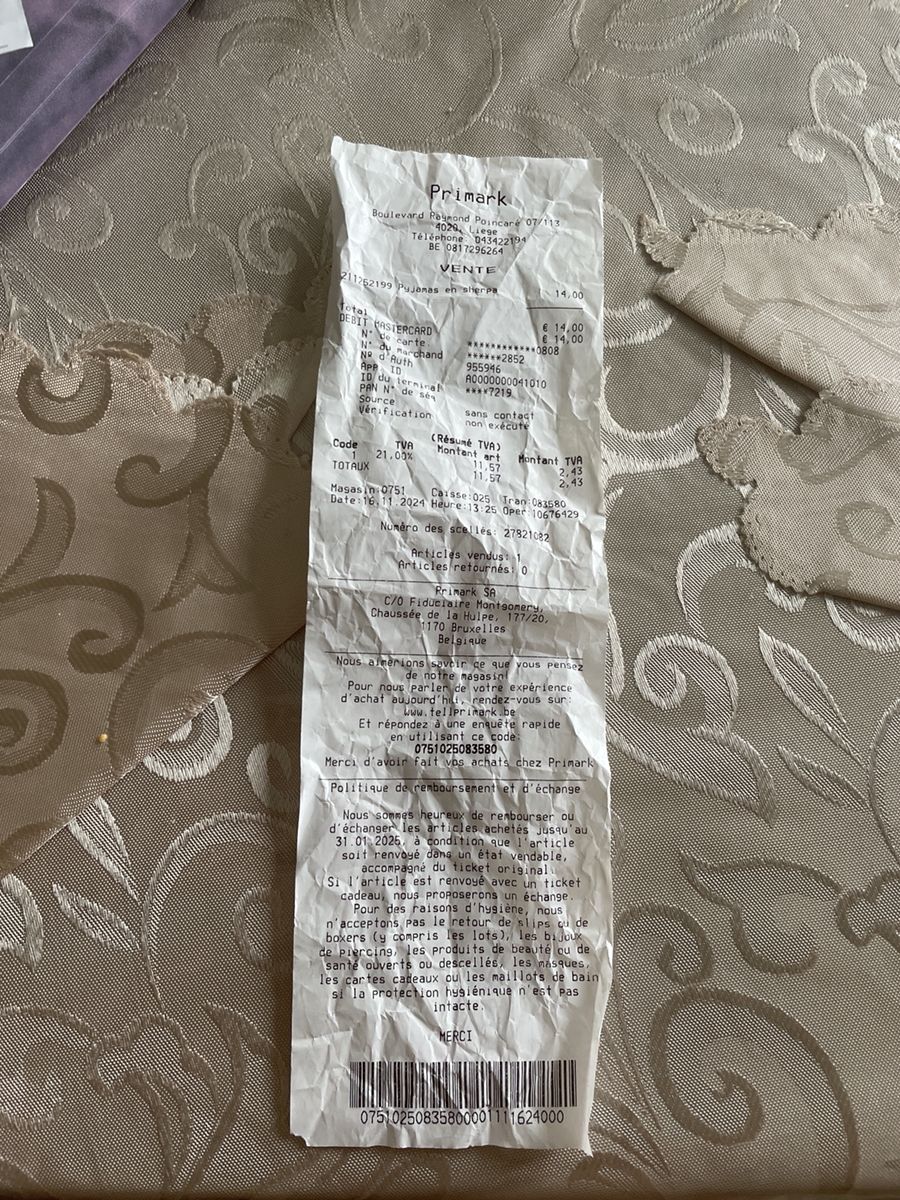 Primark
Boulevard Raymond Poincaré 07/113
4020, Liege
Téléphone: 043422194
BE 0817296264
VENTE
211252199 Pyjamas en sherpa 14,00
Total € 14,00
DEBIT MASTERCARD € 14,00
N° de carte ************0808
N° du marchand ******2852
Nº d'Auth 955946
App ID A0000000041010
ID du terminal ****7219
PAN N° de séq
Source sans contact
Vérification non exécuté
(Résumé TVA)
Code TVA Montant art Montant TVA
1 21,00% 11,57 2,43
TOTAUX 11,57 2,43
Magasin:0751 Caisse:025 Tran:083580
Date:16.11.2024 Heure:13:25 Oper:10676429
Numéro des scellés: 27821082
Articles vendus: 1
Articles retournés: 0
Primark SA
C/O Fiduciaire Montgomery,
Chaussée de la Hulpe, 177/20,
1170 Bruxelles
Belgique
Nous aimerions savoir ce que vous pensez
de notre magasin!
Pour nous parler de votre expérience
d'achat aujourd'hui, rendez-vous sur:
www.tellprimark.be
Et répondez à une enquête rapide
en utilisant ce code:
0751025083580
Merci d'avoir fait vos achats chez Primark
Politique de remboursement et d'échange
Nous sommes heureux de rembourser ou
d'échanger les articles achetés jusqu'au
31.01.2025, à condition que l'article
soit renvoyé dans un état vendable,
accompagné du ticket original.
Si l'article est renvoyé avec un ticket
cadeau, nous proposerons un échange.
Pour des raisons d'hygiène, nous
n'acceptons pas le retour de slips ou de
boxers (y compris les lots), les bijoux
de piercing, les produits de beauté ou de
santé ouverts ou descellés, les masques,
les cartes cadeaux ou les maillots de bain
si la protection hygiénique n'est pas
intacte.
MERCI
07510250835800001111624000